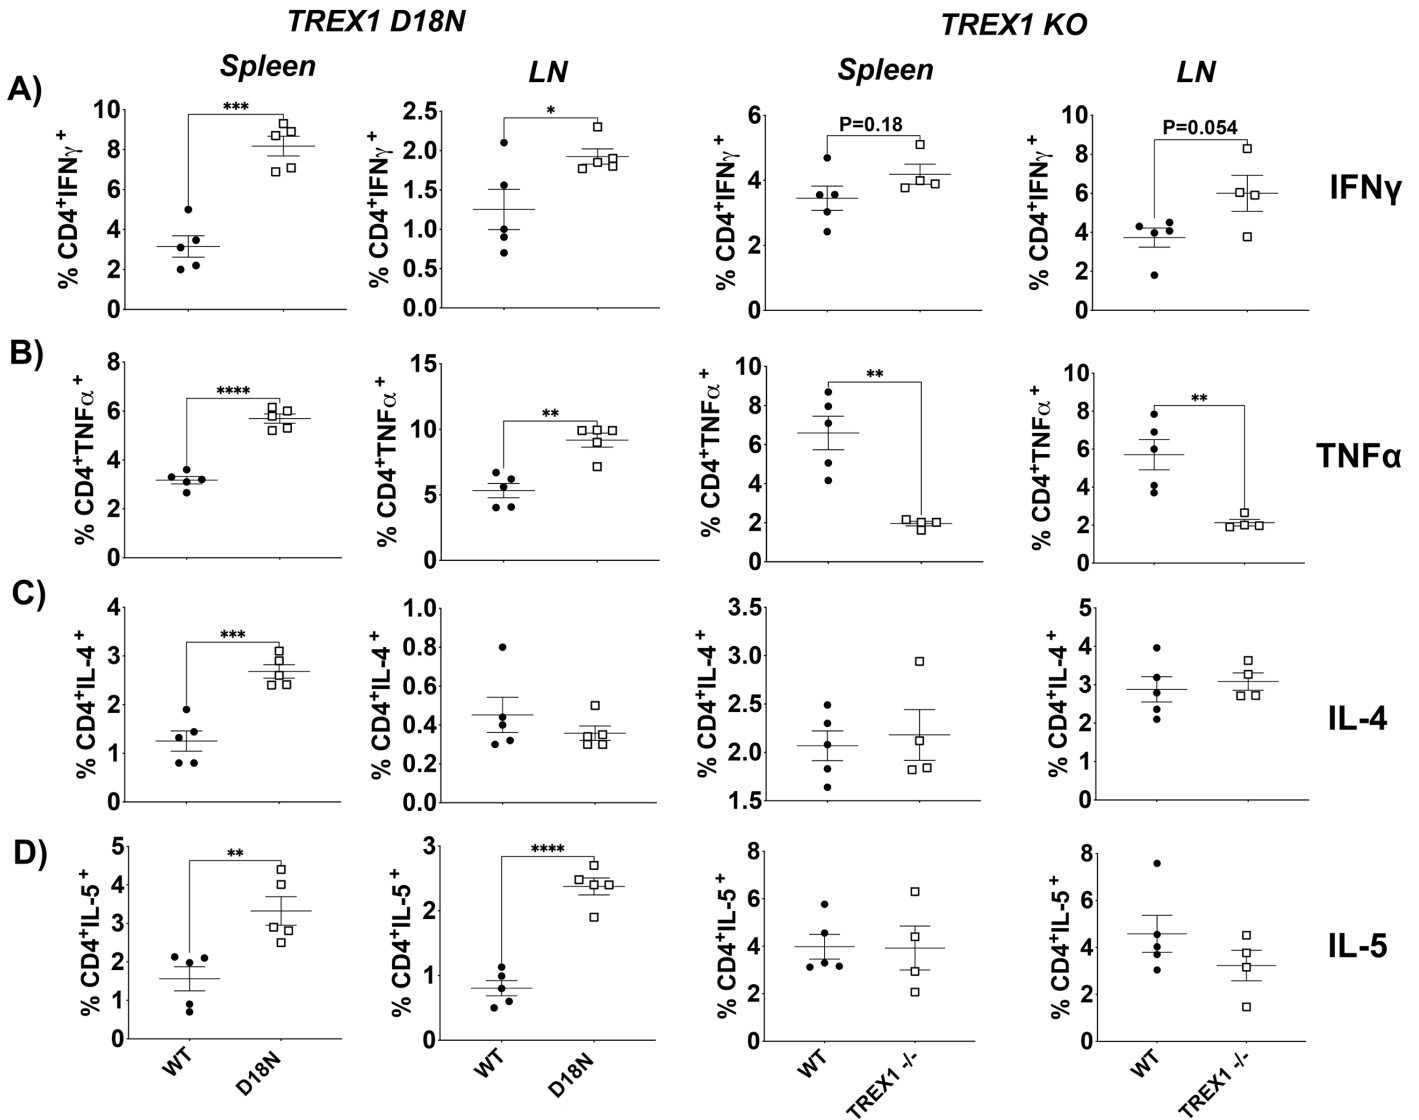 TREX1 D18N TREX1 KO
Spleen LN Spleen LN
A)
% CD4+IFNγ+ 10 8 6 4 2 0 ***
% CD4+IFNγ+ 2.5 2.0 1.5 1.0 0.5 0.0 *
% CD4+IFNγ+ 6 4 2 0 P=0.18
% CD4+IFNγ+ 10 8 6 4 2 0 P=0.054
IFNγ
B)
% CD4+TNFα+ 8 6 4 2 0 ****
% CD4+TNFα+ 15 10 5 0 **
% CD4+TNFα+ 10 8 6 4 2 0 **
% CD4+TNFα+ 10 8 6 4 2 0 **
TNFα
C)
% CD4+IL-4+ 4 3 2 1 0 ***
% CD4+IL-4+ 1.0 0.8 0.6 0.4 0.2 0.0
% CD4+IL-4+ 3.5 3.0 2.5 2.0 1.5
% CD4+IL-4+ 5 4 3 2 1 0
IL-4
D)
% CD4+IL-5+ 5 4 3 2 1 0 **
% CD4+IL-5+ 3 2 1 0 ****
% CD4+IL-5+ 8 6 4 2 0
% CD4+IL-5+ 8 6 4 2 0
IL-5
WT D18N WT D18N WT TREX1 -/- WT TREX1 -/-